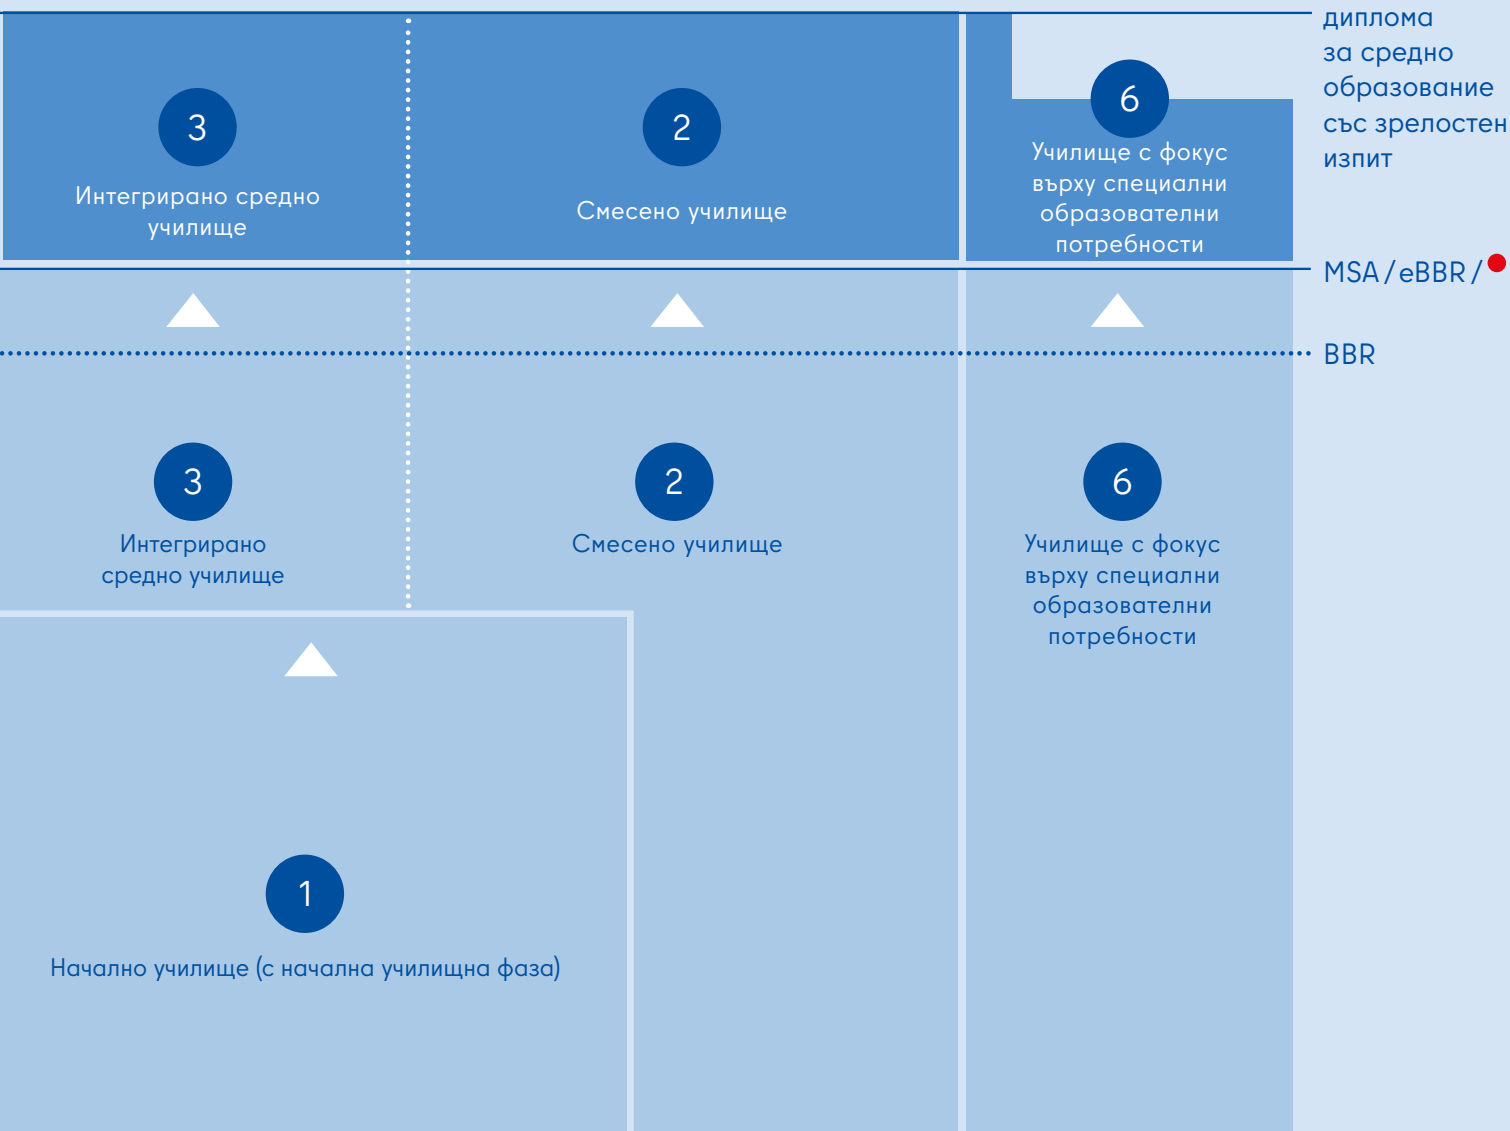 диплома
за средно
образование
със зрелостен
изпит
3
Интегрирано средно
училище
2
Смесено училище
6
Училище с фокус
върху специални
образователни
потребности
MSA / eBBR /
BBR
3
Интегрирано
средно училище
2
Смесено училище
6
Училище с фокус
върху специални
образователни
потребности
1
Начално училище (с начална училищна фаза)